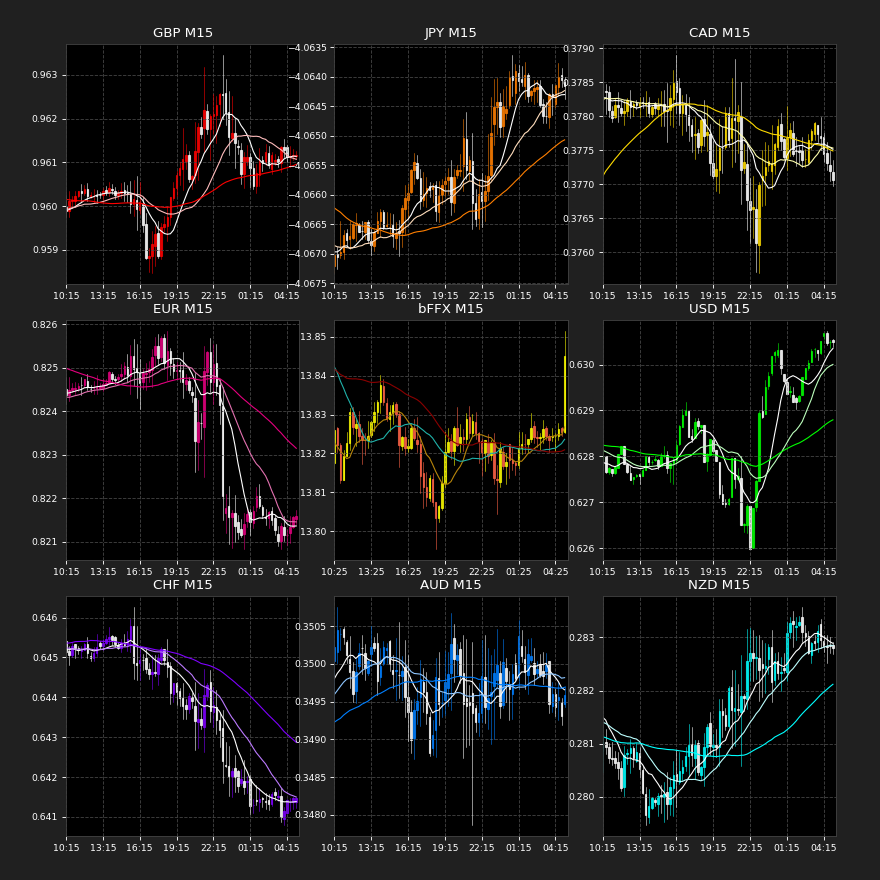 GBP M15 JPY M15 CAD M15
0.963 0.962 0.961 0.960 0.959
−4.0635 −4.0640 −4.0645 −4.0650 −4.0655 −4.0660 −4.0665 −4.0670 −4.0675
0.3790 0.3785 0.3780 0.3775 0.3770 0.3765 0.3760
10:15 13:15 16:15 19:15 22:15 01:15 04:15 10:15 13:15 16:15 19:15 22:15 01:15 04:15 10:15 13:15 16:15 19:15 22:15 01:15 04:15
EUR M15 bFFX M15 USD M15
0.826 0.825 0.824 0.823 0.822 0.821
13.85 13.84 13.83 13.82 13.81 13.80
0.630 0.629 0.628 0.627 0.626
10:15 13:15 16:15 19:15 22:15 01:15 04:15 10:25 13:25 16:25 19:25 22:25 01:25 04:25 10:15 13:15 16:15 19:15 22:15 01:15 04:15
CHF M15 AUD M15 NZD M15
0.646 0.645 0.644 0.643 0.642 0.641
0.3505 0.3500 0.3495 0.3490 0.3485 0.3480
0.283 0.282 0.281 0.280
10:15 13:15 16:15 19:15 22:15 01:15 04:15 10:15 13:15 16:15 19:15 22:15 01:15 04:15 10:15 13:15 16:15 19:15 22:15 01:15 04:15